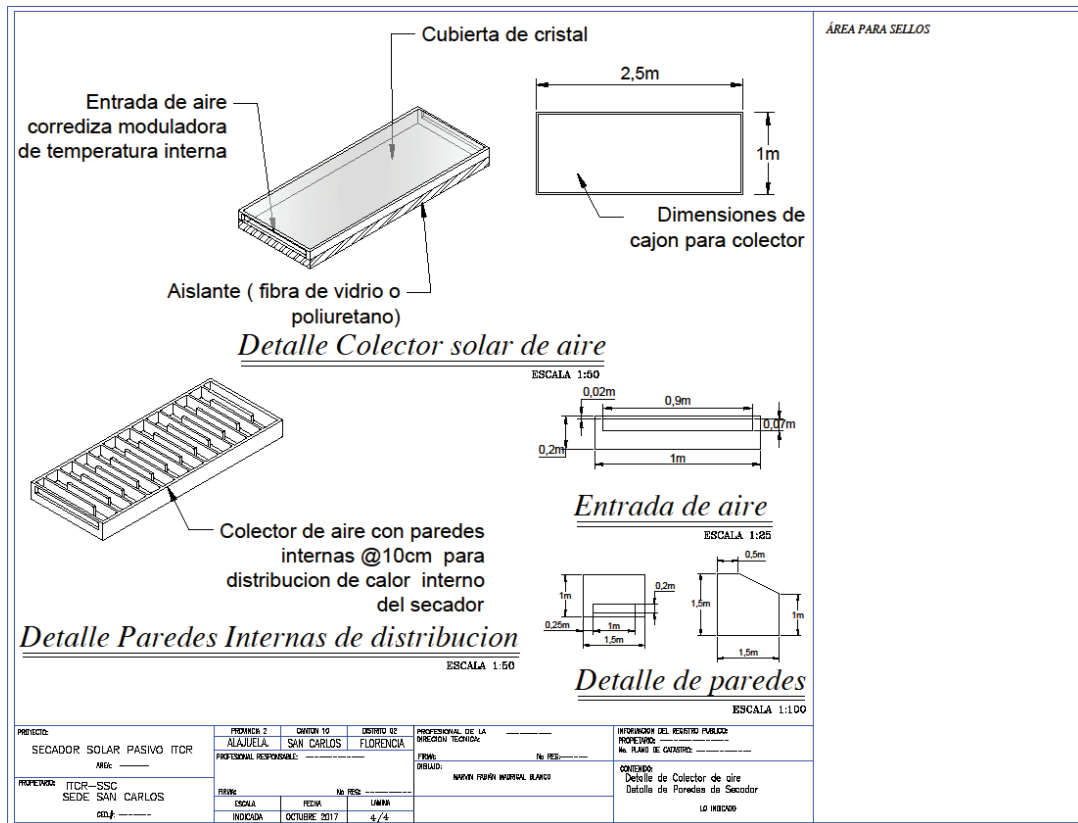 ÁREA PARA SELLOS
Cubierta de cristal
Entrada de aire
corrediza moduladora
de temperatura interna
2,5m
1m
Dimensiones de
cajon para colector
Aislante ( fibra de vidrio o
poliuretano)
Detalle Colector solar de aire
ESCALA 1:50
0,02m
0,9m
0,07m
0,2m
1m
Entrada de aire
ESCALA 1:25
Colector de aire con paredes
internas @10cm para
distribucion de calor interno
del secador
Detalle Paredes Internas de distribucion
ESCALA 1:50
0,5m
1m
0,2m
0,25m
1m
1,5m
1,5m
1m
1,5m
Detalle de paredes
ESCALA 1:100
PROYECTO:
SECADOR SOLAR PASIVO ITCR
AREA: ------
PROPIETARIO: ITCR-SSC
SEDE SAN CARLOS
CED.#: -------
PROVINCIA 2 CANTON 10 DISTRITO 02
ALAJUELA. SAN CARLOS FLORENCIA
PROFESIONAL RESPONSABLE: -----------
FIRMA: No REG: ---------
ESCALA FECHA LAMINA
INDICADA OCTUBRE 2017 4/4
PROFESIONAL DE LA
DIRECCION TECNICA:
FIRMA: No REG:------
DIBUJO:
MARVIN FABIÁN MADRIGAL BLANCO
INFORMACION DEL REGISTRO PUBLICO:
PROPIETARIO: -------------
No. PLANO DE CATASTRO: -----------
CONTENIDO:
Detalle de Colector de aire
Detalle de Paredes de Secador
LO INDICADO